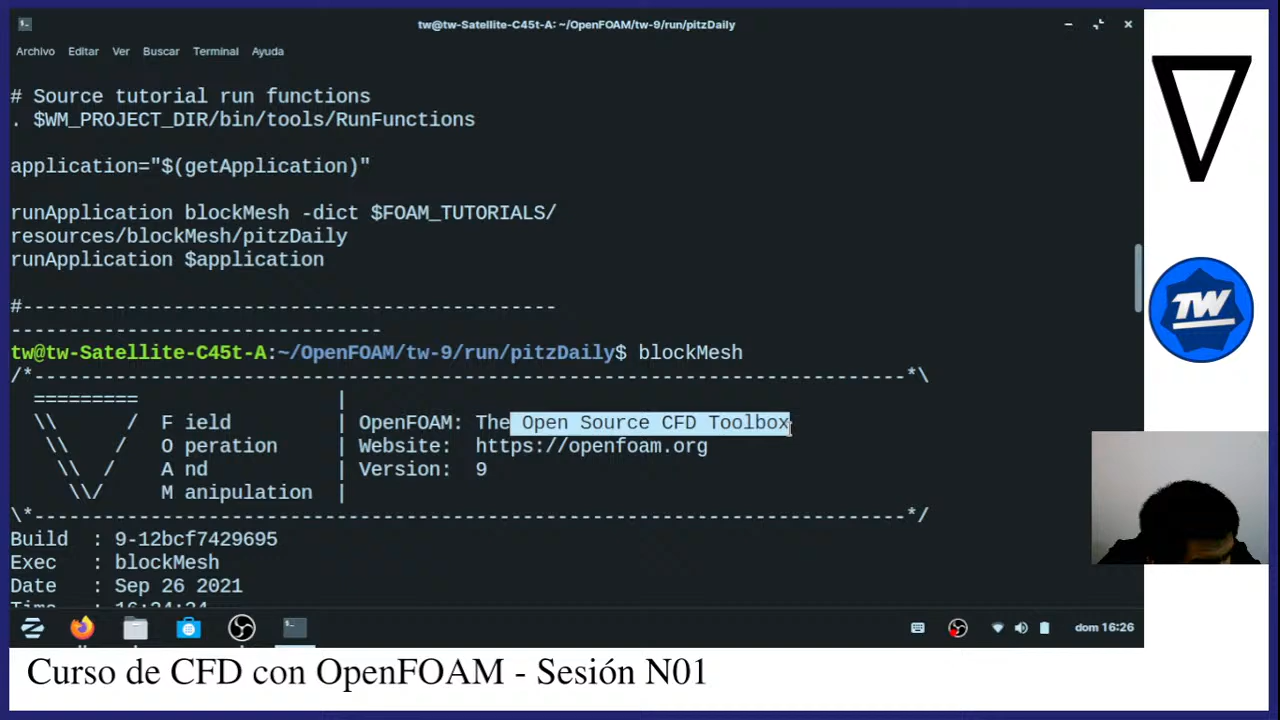 tw@tw-Satellite-C45t-A: ~/OpenFOAM/tw-9/run/pitzDaily
Archivo Editar Ver Buscar Terminal Ayuda
# Source tutorial run functions
. $WM_PROJECT_DIR/bin/tools/RunFunctions
application="$(getApplication)"
runApplication blockMesh -dict $FOAM_TUTORIALS/
resources/blockMesh/pitzDaily
runApplication $application
#----------------------------------------------
--------------------------------
tw@tw-Satellite-C45t-A:~/OpenFOAM/tw-9/run/pitzDaily$ blockMesh
/*---------------------------------------------------------------------------*\
========= |
\\ / F ield | OpenFOAM: The Open Source CFD Toolbox
\\ / O peration | Website: https://openfoam.org
\\ / A nd | Version: 9
\\/ M anipulation |
\*---------------------------------------------------------------------------*/
Build : 9-12bcf7429695
Exec : blockMesh
Date : Sep 26 2021
Time : 16:24:24
TW
dom 16:26
Curso de CFD con OpenFOAM - Sesión N01